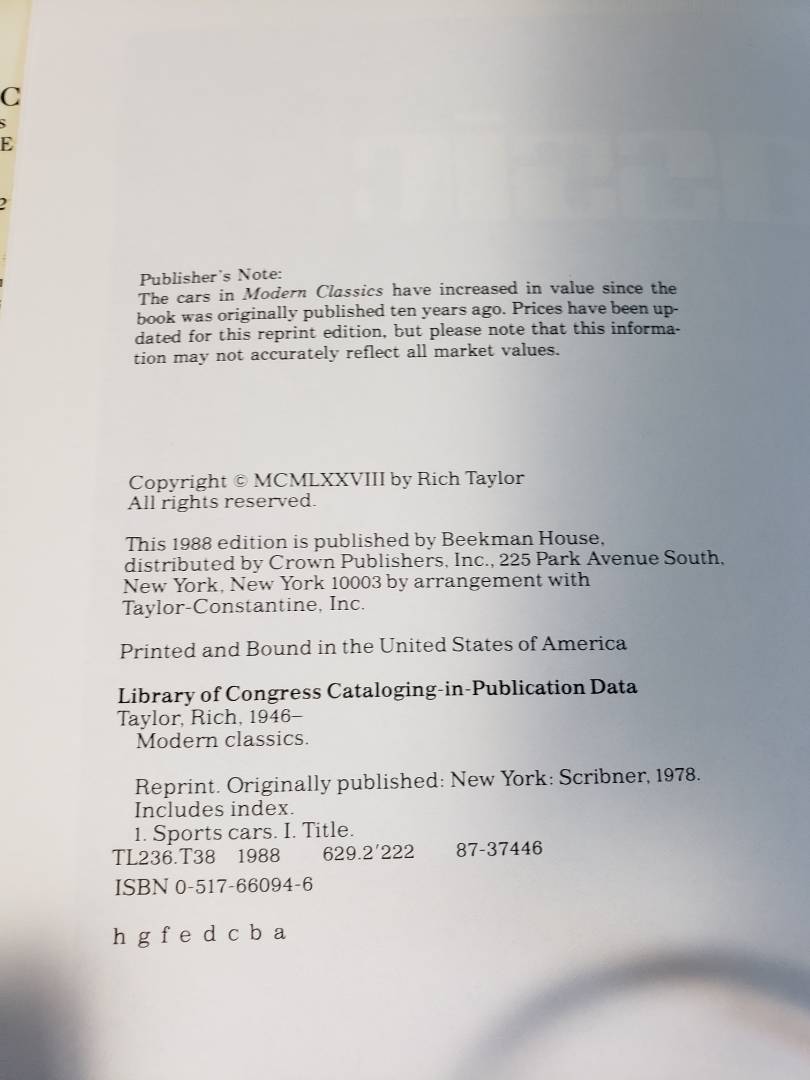 C
s
E
2
Publisher's Note:
The cars in Modern Classics have increased in value since the
book was originally published ten years ago. Prices have been up-
dated for this reprint edition, but please note that this informa-
tion may not accurately reflect all market values.
Copyright © MCMLXXVIII by Rich Taylor
All rights reserved.
This 1988 edition is published by Beekman House,
distributed by Crown Publishers, Inc., 225 Park Avenue South,
New York, New York 10003 by arrangement with
Taylor-Constantine, Inc.
Printed and Bound in the United States of America
Library of Congress Cataloging-in-Publication Data
Taylor, Rich, 1946–
Modern classics.
Reprint. Originally published: New York: Scribner, 1978.
Includes index.
1. Sports cars. I. Title.
TL236.T38 1988 629.2′222 87-37446
ISBN 0-517-66094-6
h g f e d c b a